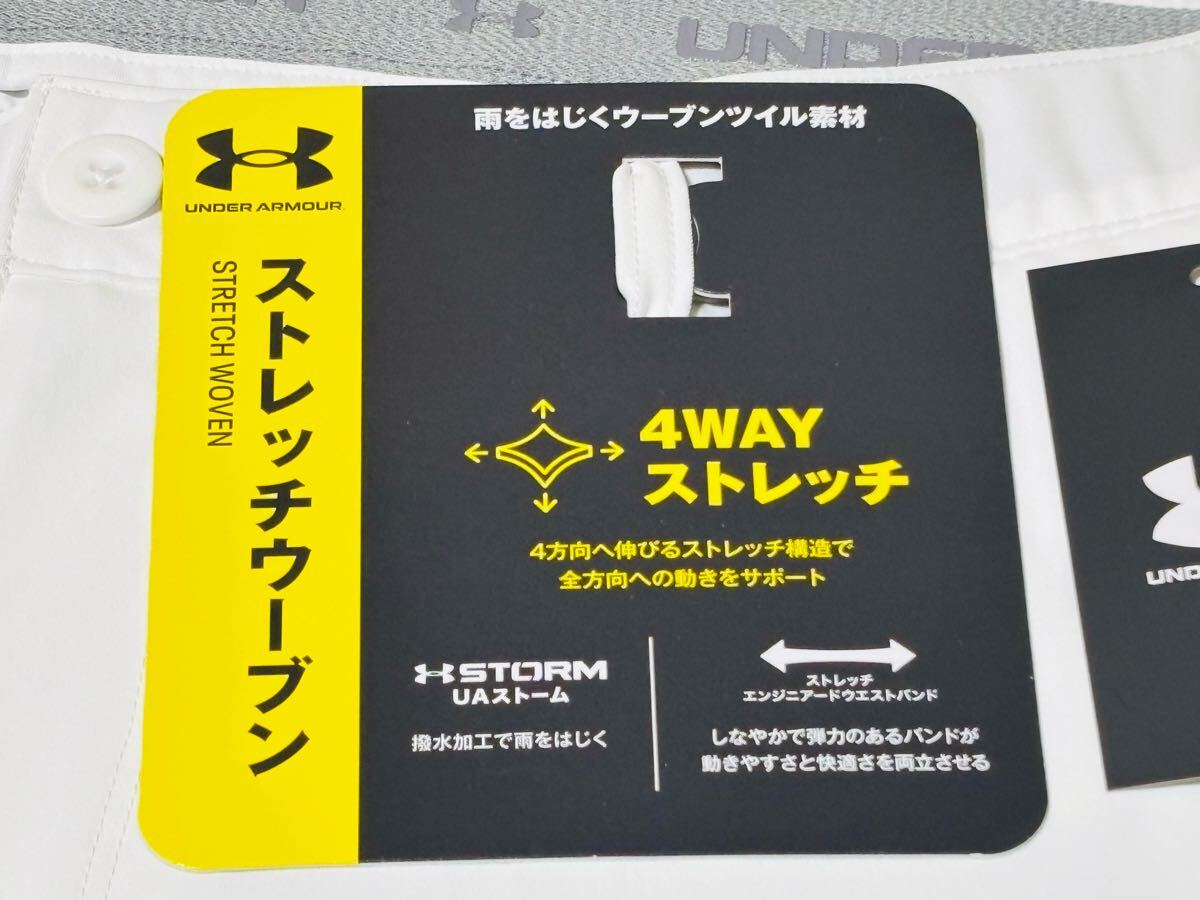 UNDER
UNDER ARMOUR
ストレッチウーブン
STRETCH WOVEN
雨をはじくウーブンツイル素材
4WAY
ストレッチ
4方向へ伸びるストレッチ構造で
全方向への動きをサポート
STORM
UAストーム
撥水加工で雨をはじく
ストレッチ
エンジニアードウエストバンド
しなやかで弾力のあるバンドが
動きやすさと快適さを両立させる